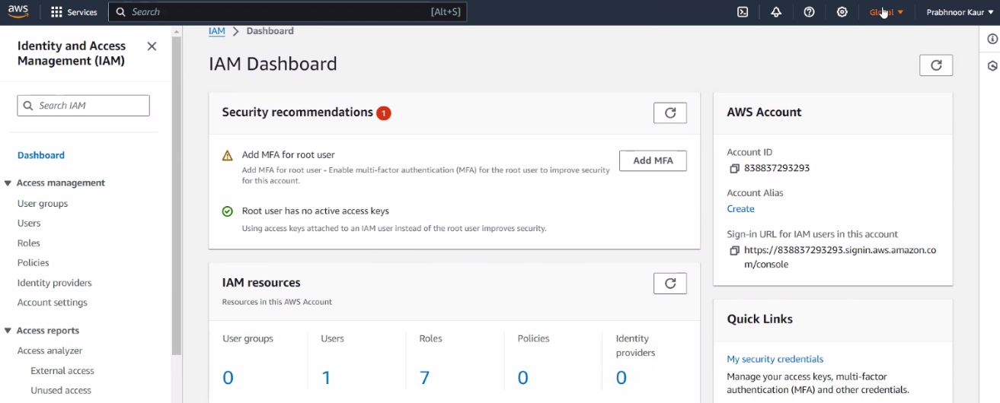 aws
Services
Search
[Alt+S]
Global
Prabhnoor Kaur
Identity and Access
Management (IAM)
Search IAM
Dashboard
Access management
User groups
Users
Roles
Policies
Identity providers
Account settings
Access reports
Access analyzer
External access
Unused access
IAM
Dashboard
IAM Dashboard
Security recommendations 1
Add MFA for root user
Add MFA for root user - Enable multi-factor authentication (MFA) for the root user to improve security
for this account.
Add MFA
Root user has no active access keys
Using access keys attached to an IAM user instead of the root user improves security.
IAM resources
Resources in this AWS Account
User groups
Users
Roles
Policies
Identity
providers
0
1
7
0
0
AWS Account
Account ID
838837293293
Account Alias
Create
Sign-in URL for IAM users in this account
https://838837293293.signin.aws.amazon.co
m/console
Quick Links
My security credentials
Manage your access keys, multi-factor
authentication (MFA) and other credentials.